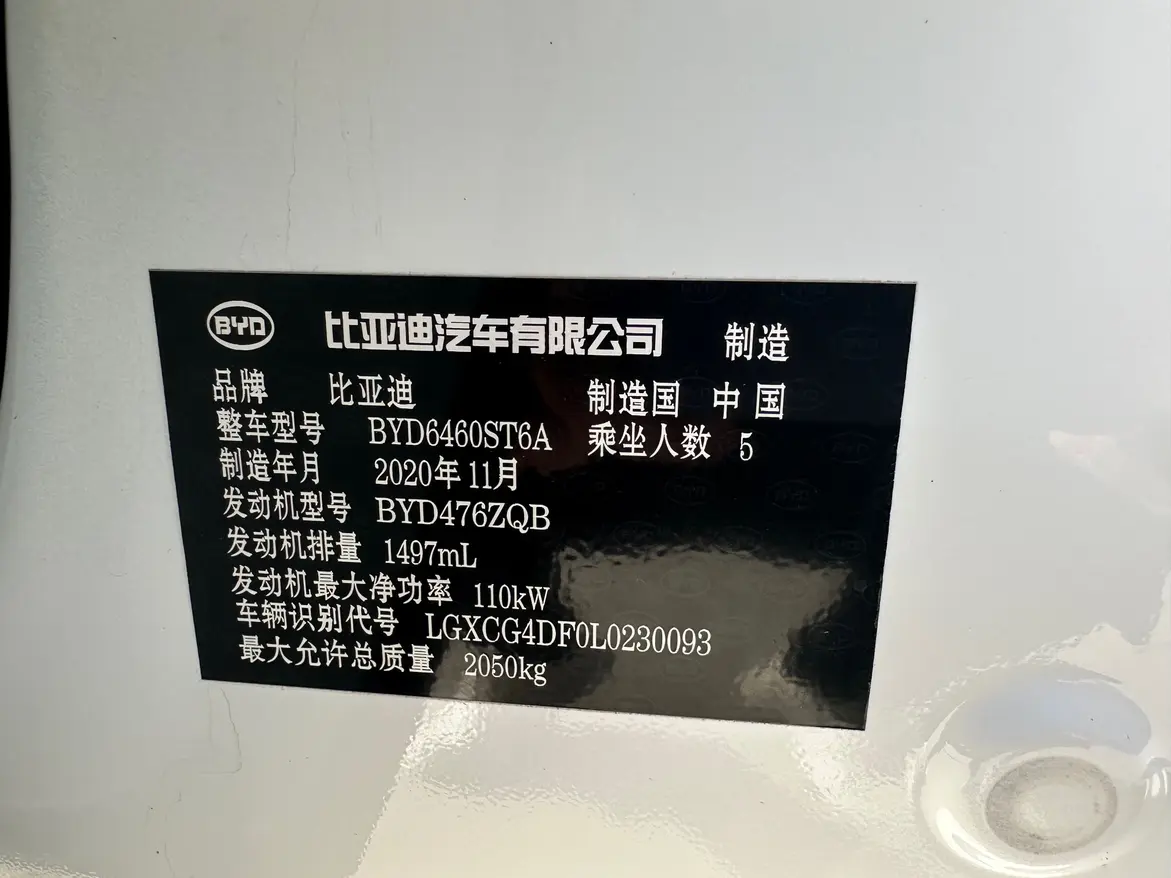 BYD 比亚迪汽车有限公司 制造
品牌 比亚迪 制造国 中国
整车型号 BYD6460ST6A 乘坐人数 5
制造年月 2020年11月
发动机型号 BYD476ZQB
发动机排量 1497mL
发动机最大净功率 110kW
车辆识别代号 LGXCG4DF0L0230093
最大允许总质量 2050kg